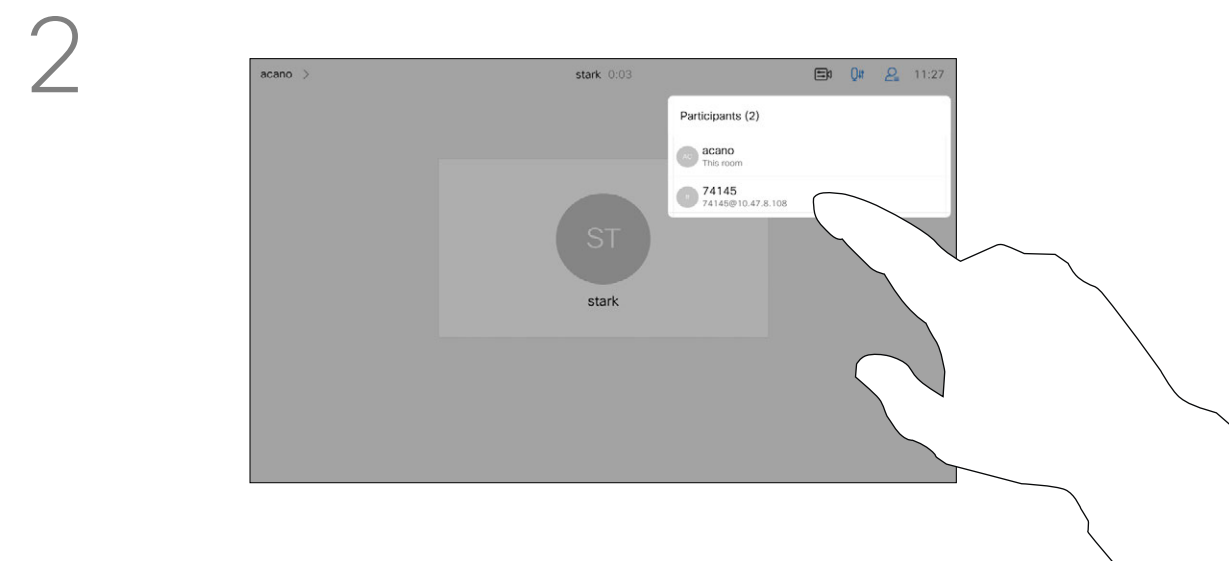 2
acano >
stark 0:03
11:27
Participants (2)
AC
acano
This room
74145
74145@10.47.8.108
ST
stark